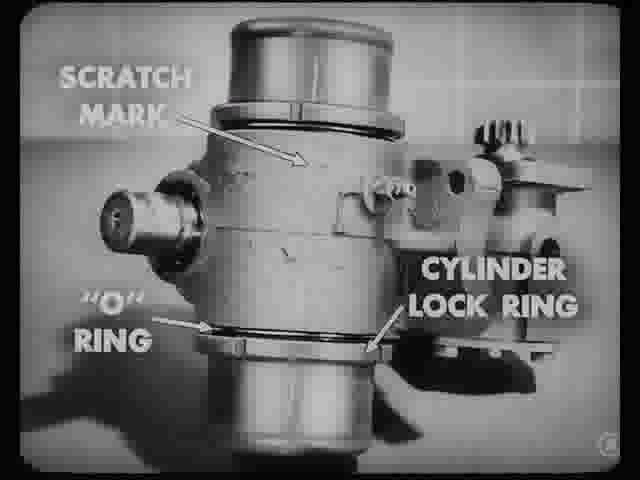 SCRATCH
MARK
"O"
RING
CYLINDER
LOCK RING